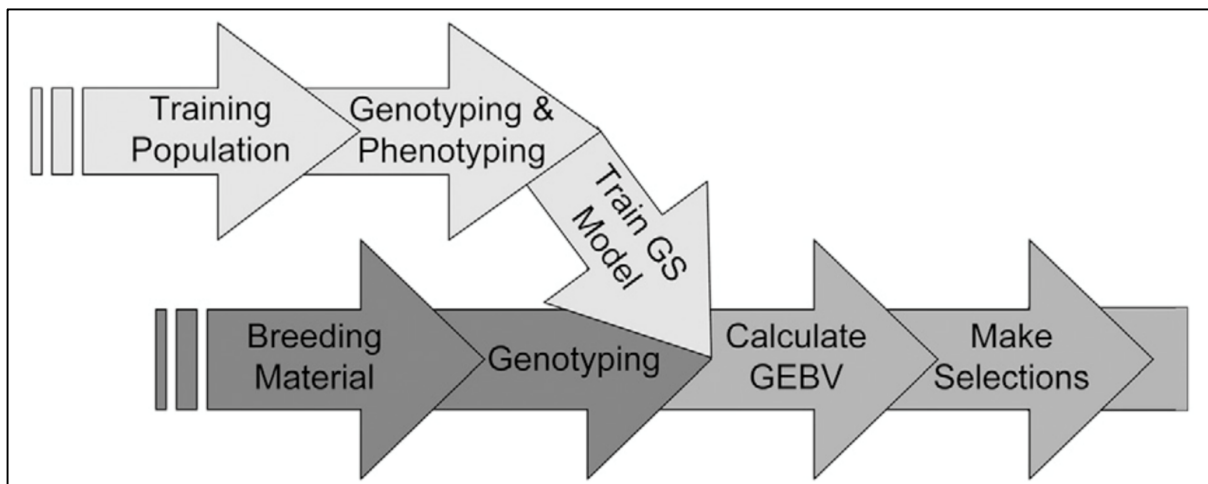 Training
Population
Genotyping &
Phenotyping
Train GS
Model
Breeding
Material
Genotyping
Calculate
GEBV
Make
Selections